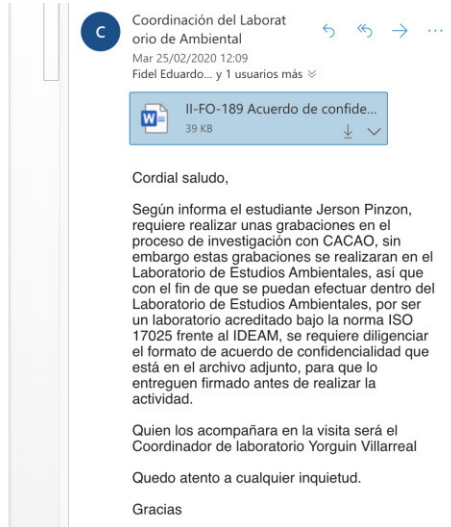 C
Coordinación del Laborat
orio de Ambiental
Mar 25/02/2020 12:09
Fidel Eduardo... y 1 usuarios más
II-FO-189 Acuerdo de confide...
39 KB
Cordial saludo,
Según informa el estudiante Jerson Pinzon,
requiere realizar unas grabaciones en el
proceso de investigación con CACAO, sin
embargo estas grabaciones se realizaran en el
Laboratorio de Estudios Ambientales, así que
con el fin de que se puedan efectuar dentro del
Laboratorio de Estudios Ambientales, por ser
un laboratorio acreditado bajo la norma ISO
17025 frente al IDEAM, se requiere diligenciar
el formato de acuerdo de confidencialidad que
está en el archivo adjunto, para que lo
entreguen firmado antes de realizar la
actividad.
Quien los acompañara en la visita será el
Coordinador de laboratorio Yorguin Villarreal
Quedo atento a cualquier inquietud.
Gracias